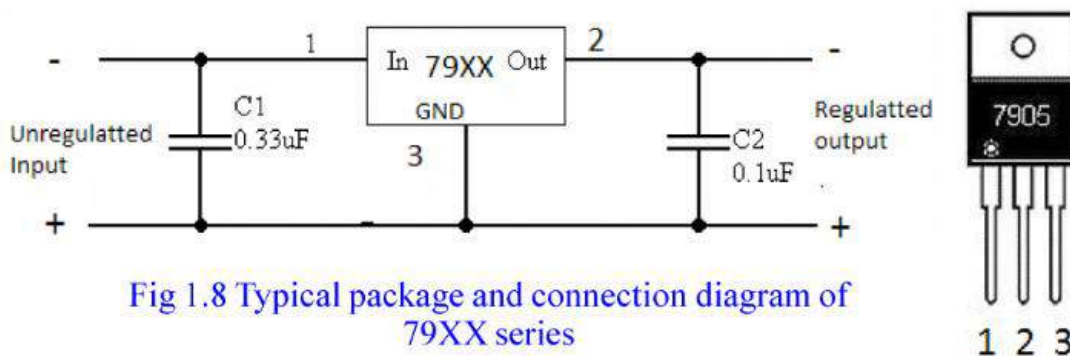 -
1
In 79XX Out
2
-
GND
3
C1
0.33uF
Unregulatted
Input
C2
0.1uF
Regulatted
output
+
-
+
7905
1 2 3
Fig 1.8 Typical package and connection diagram of
79XX series